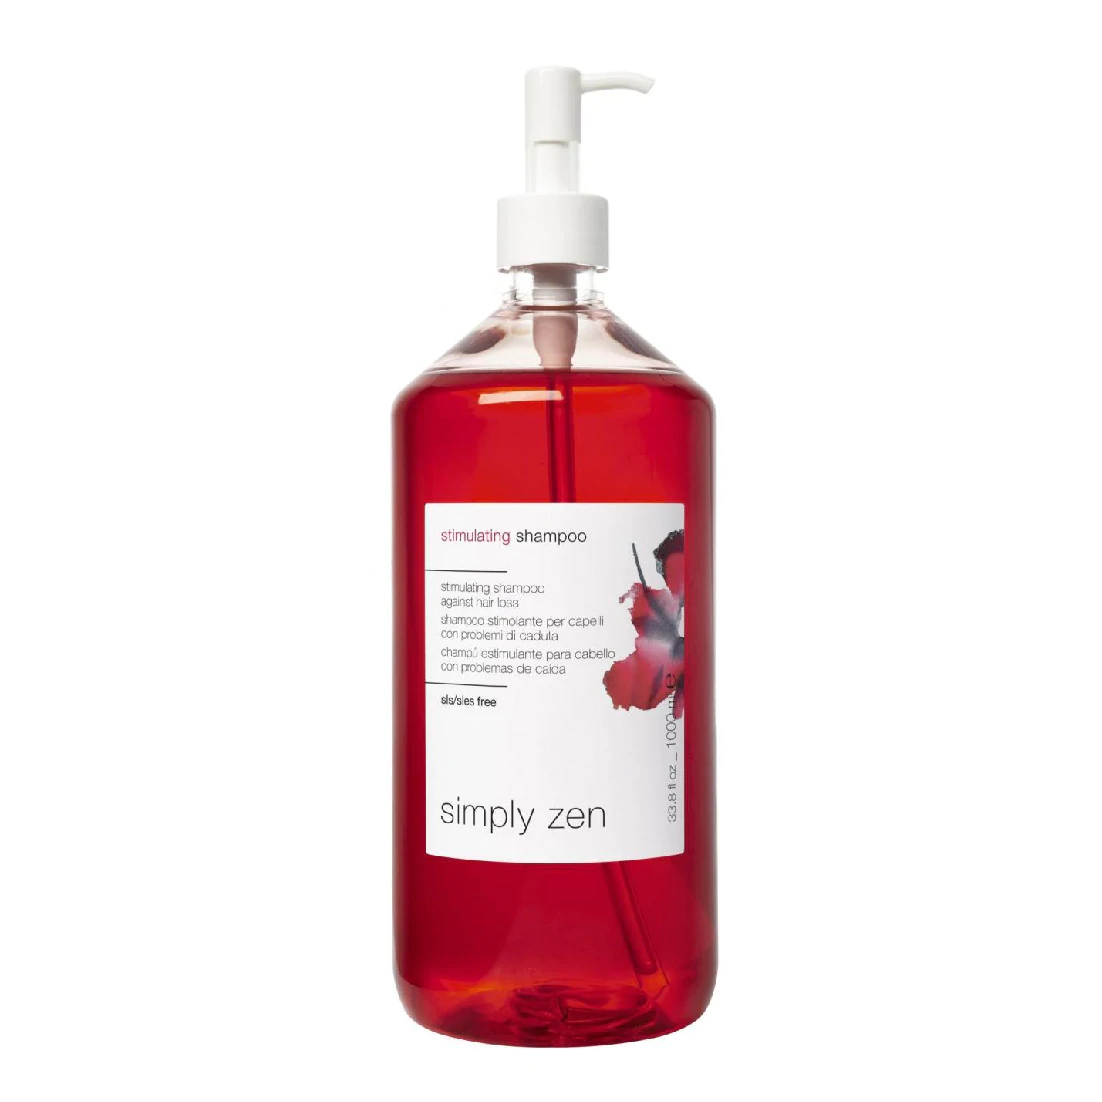 stimulating shampoo
stimulating shampoo
against hair loss
shampoo stimolante per capelli
con problemi di caduta
champú estimulante para cabello
con problemas de caida
sls/sles free
simply zen
33.8 fl oz _ 1000 ml e